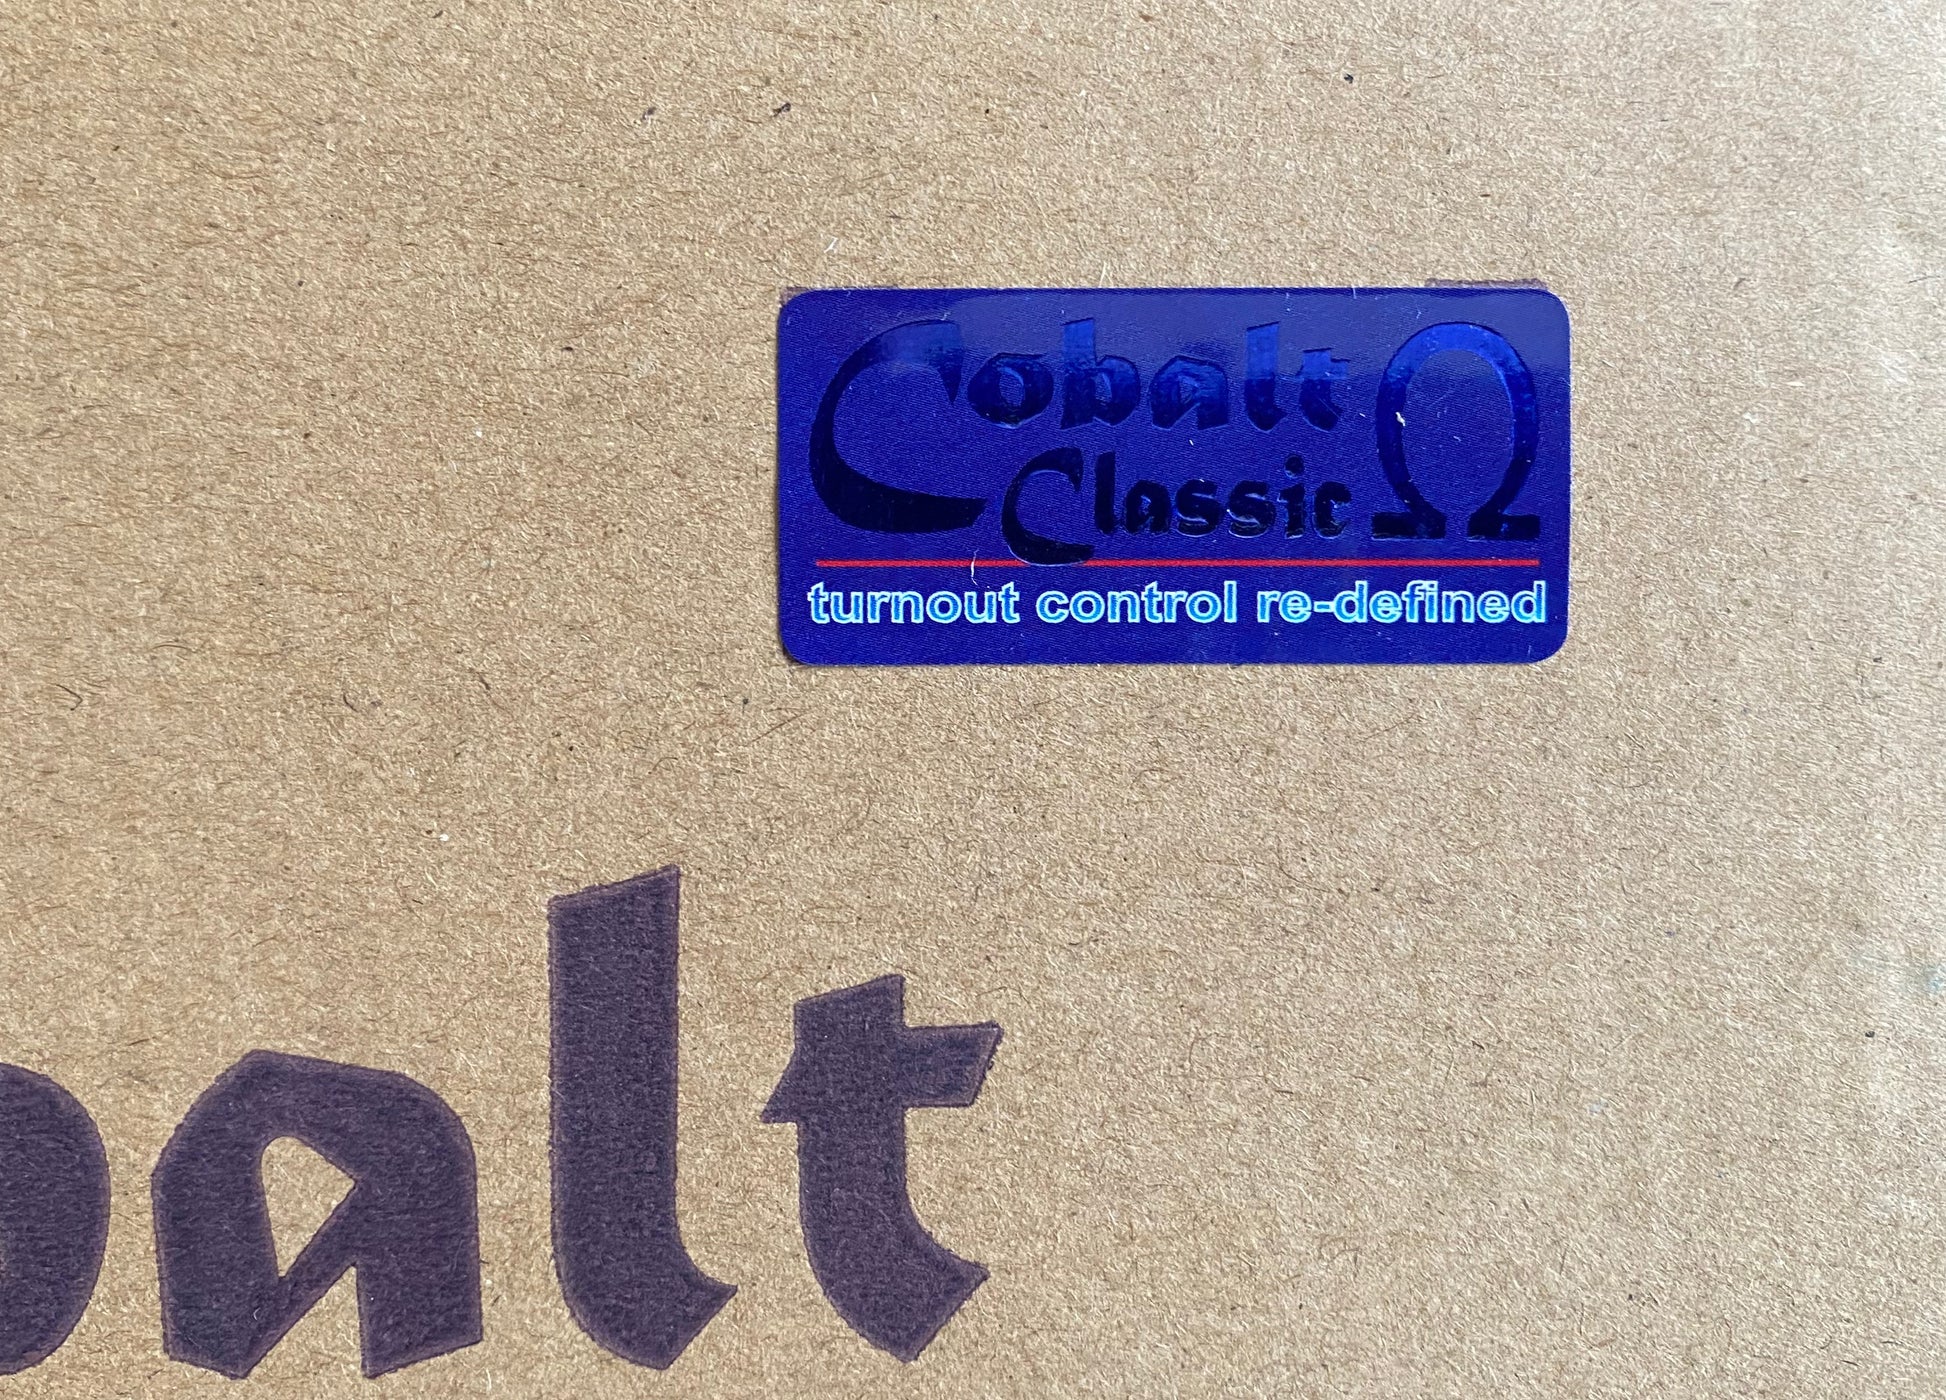 Cobalt Ω
Classic
turnout control re-defined
balt